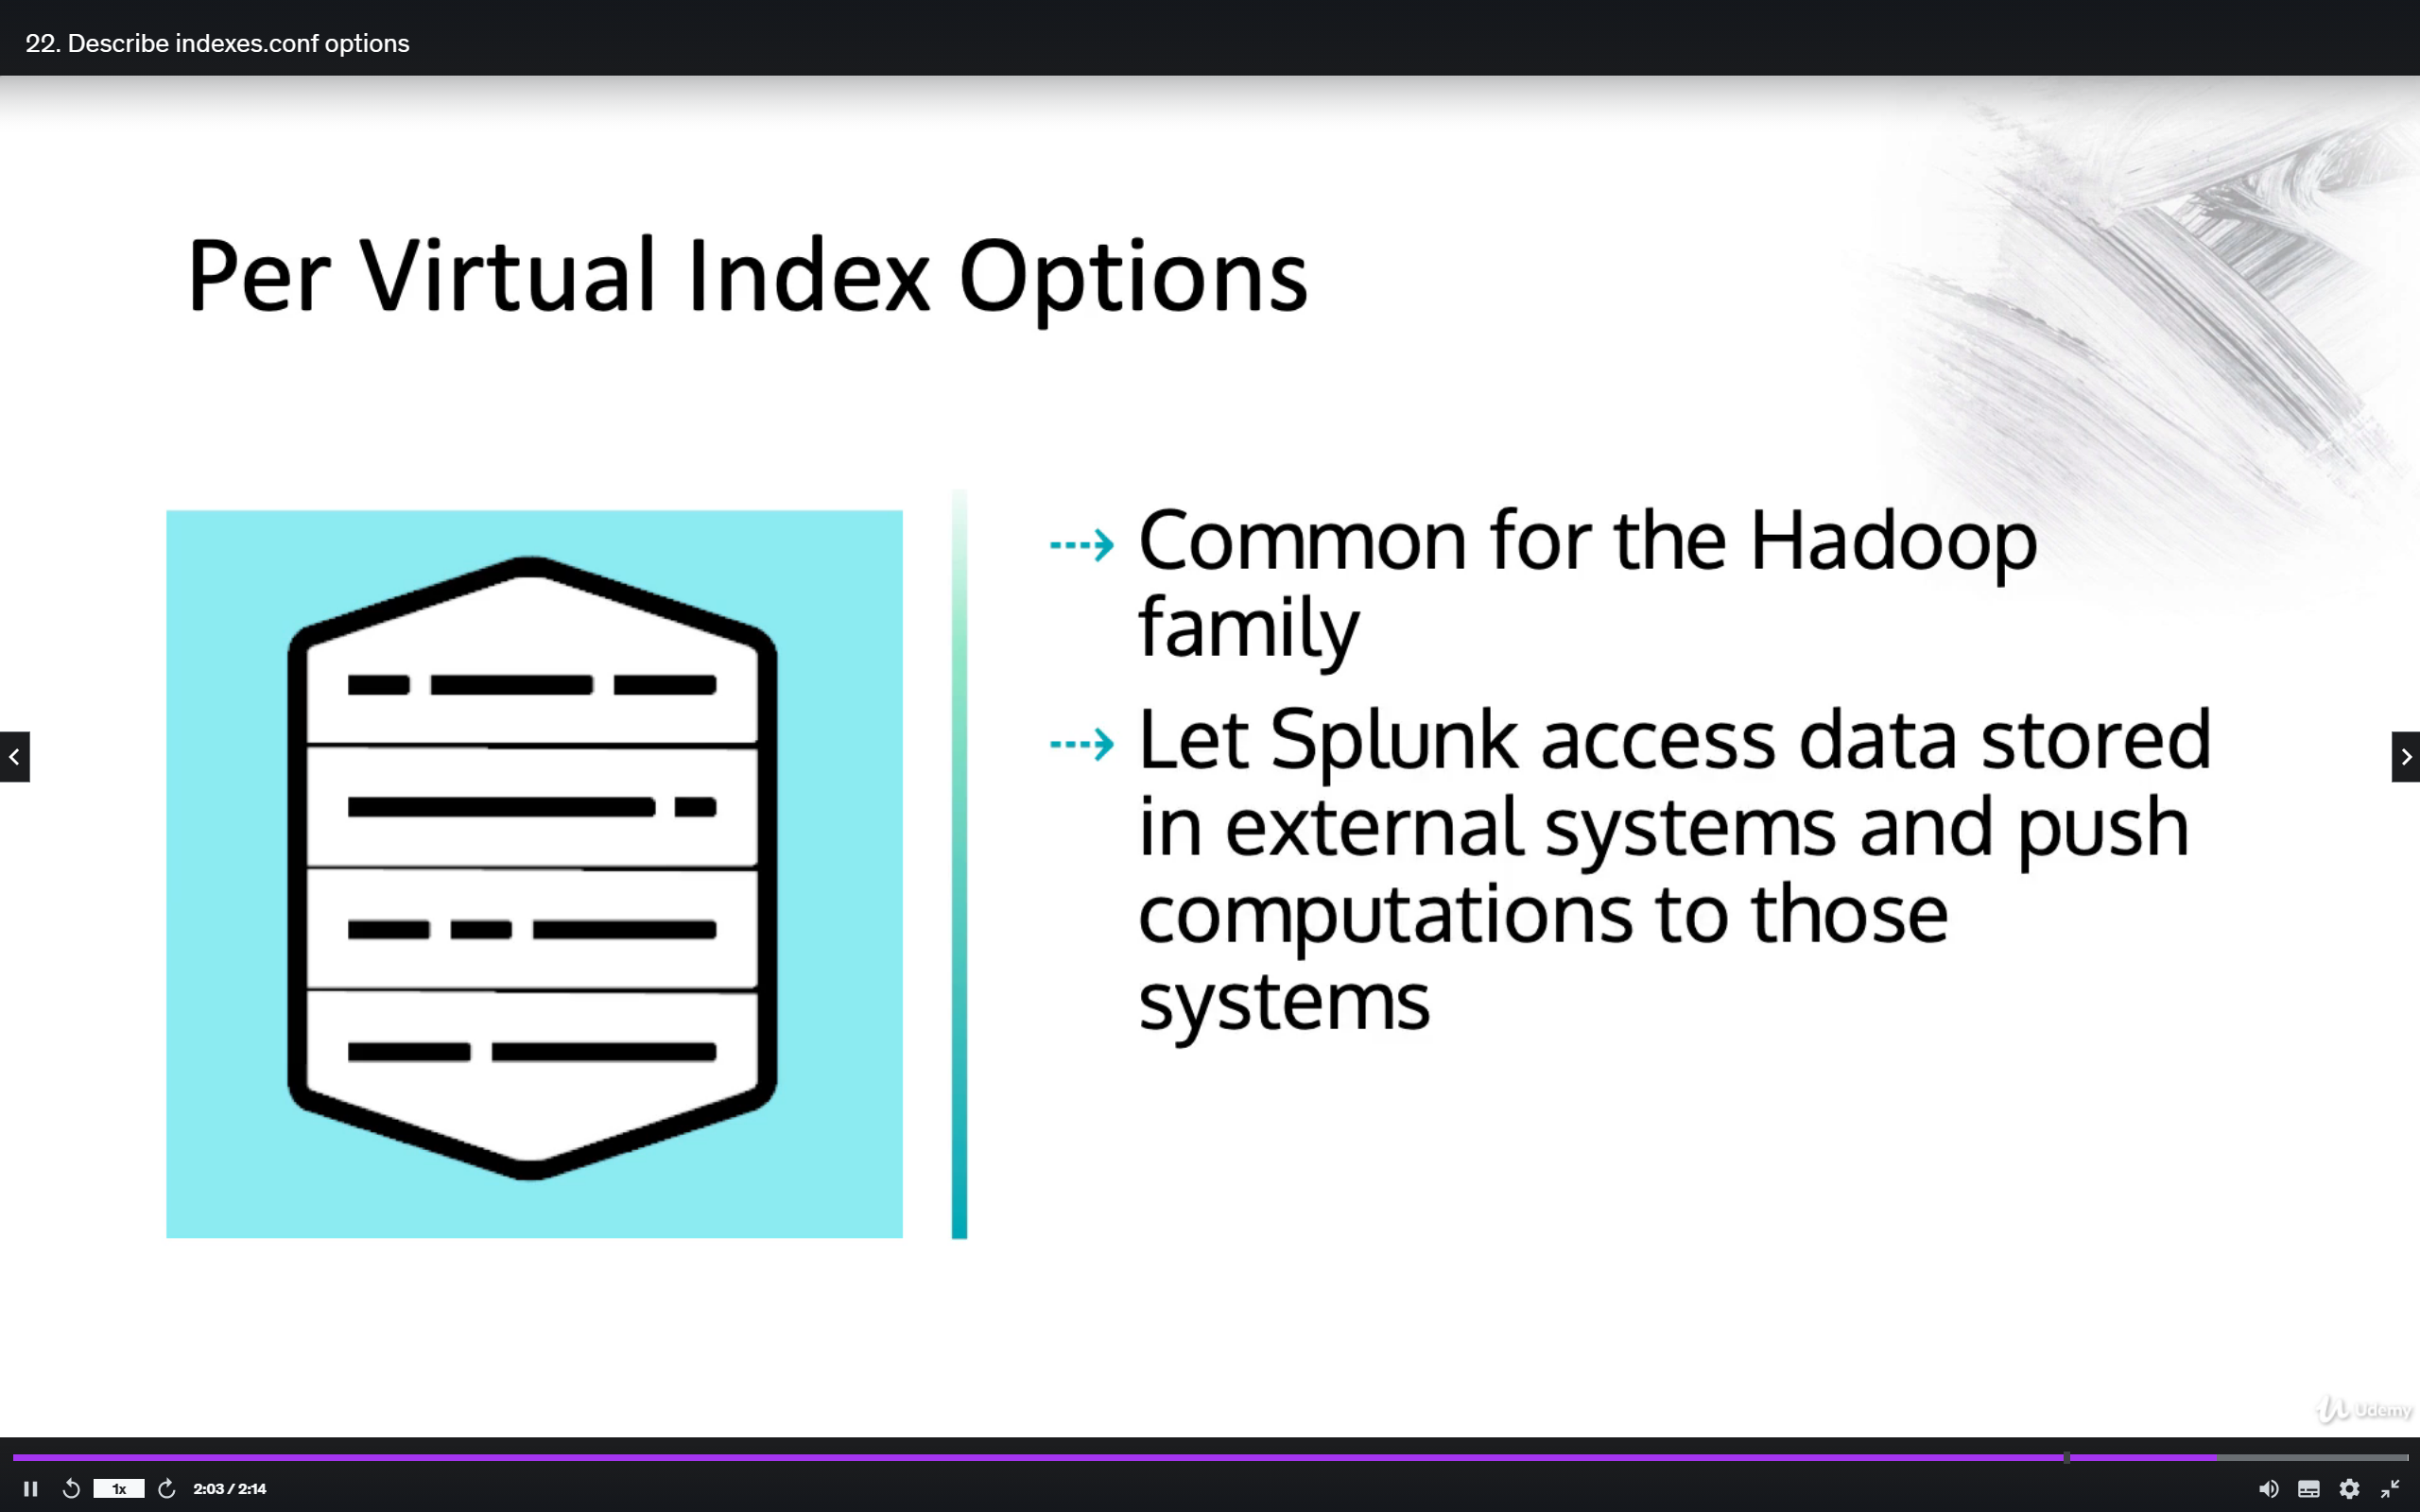 22. Describe indexes.conf options
Per Virtual Index Options
Common for the Hadoop
family
Let Splunk access data stored
in external systems and push
computations to those
systems
Udemy
1x
2:03 / 2:14